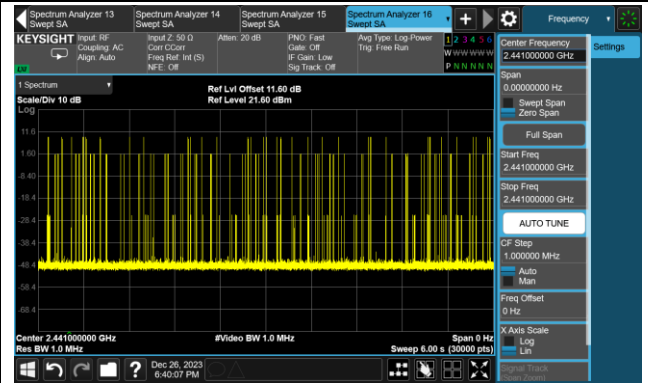 Spectrum Analyzer 13
Swept SA
Spectrum Analyzer 14
Swept SA
Spectrum Analyzer 15
Swept SA
Spectrum Analyzer 16
Swept SA
Frequency
KEYSIGHT
Input: RF
Coupling: AC
Align: Auto
Input Z: 50 Ω
Corr CCorr
Freq Ref: Int (S)
NFE: Off
Atten: 20 dB
PNO: Fast
Gate: Off
IF Gain: Low
Sig Track: Off
Avg Type: Log-Power
Trig: Free Run
1 2 3 4 5 6
W W W W W W
P N N N N N
LXI
1 Spectrum
Scale/Div 10 dB
Log
Ref Lvl Offset 11.60 dB
Ref Level 21.60 dBm
11.6
1.60
-8.40
-18.4
-28.4
-38.4
-48.4
-58.4
-68.4
Center 2.441000000 GHz
Res BW 1.0 MHz
#Video BW 1.0 MHz
Span 0 Hz
Sweep 6.00 s (30000 pts)
Dec 26, 2023
6:40:07 PM
Center Frequency
2.441000000 GHz
Settings
Span
0.00000000 Hz
Swept Span
Zero Span
Full Span
Start Freq
2.441000000 GHz
Stop Freq
2.441000000 GHz
AUTO TUNE
CF Step
1.000000 MHz
Auto
Man
Freq Offset
0 Hz
X Axis Scale
Log
Lin
Signal Track
(Span Zoom)